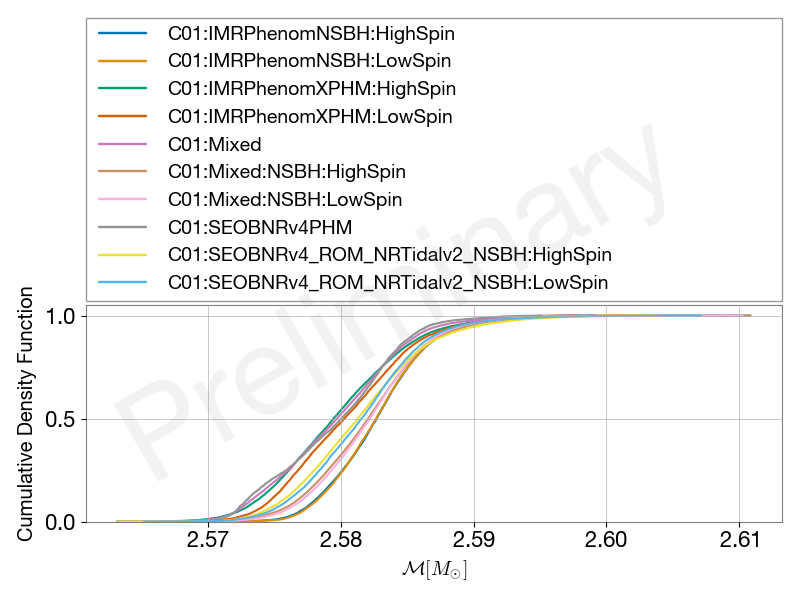 C01:IMRPhenomNSBH:HighSpin
C01:IMRPhenomNSBH:LowSpin
C01:IMRPhenomXPHM:HighSpin
C01:IMRPhenomXPHM:LowSpin
C01:Mixed
C01:Mixed:NSBH:HighSpin
C01:Mixed:NSBH:LowSpin
C01:SEOBNRv4PHM
C01:SEOBNRv4_ROM_NRTidalv2_NSBH:HighSpin
C01:SEOBNRv4_ROM_NRTidalv2_NSBH:LowSpin
Preliminary
Cumulative Density Function
1.0
0.5
0.0
2.57 2.58 2.59 2.60 2.61
ℳ[M⊙]